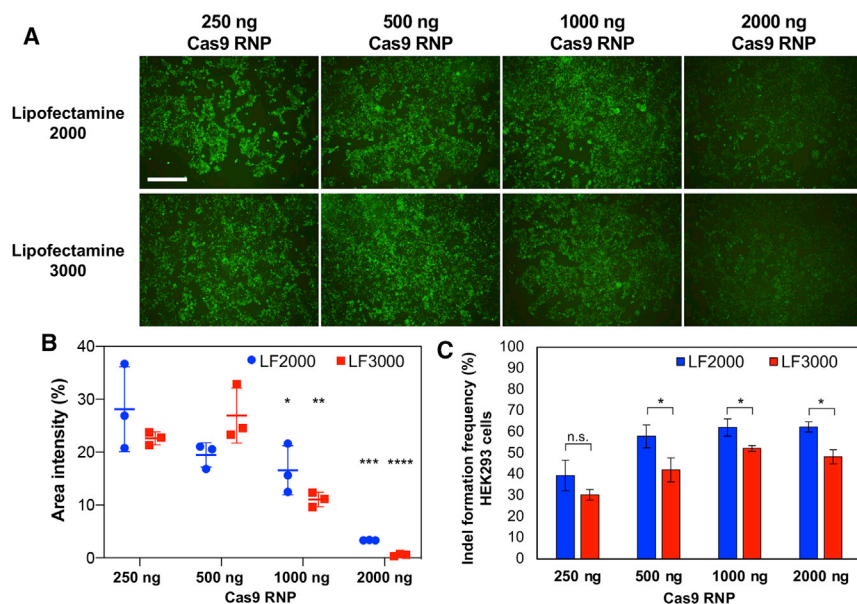 A
250 ng
Cas9 RNP
500 ng
Cas9 RNP
1000 ng
Cas9 RNP
2000 ng
Cas9 RNP
Lipofectamine
2000
Lipofectamine
3000
B
Area intensity (%)
40
30
20
10
0
LF2000
LF3000
*
**
***
****
250 ng
500 ng
1000 ng
2000 ng
Cas9 RNP
C
Indel formation frequency (%)
HEK293 cells
100
90
80
70
60
50
40
30
20
10
0
LF2000
LF3000
n.s.
*
*
*
250 ng
500 ng
1000 ng
2000 ng
Cas9 RNP